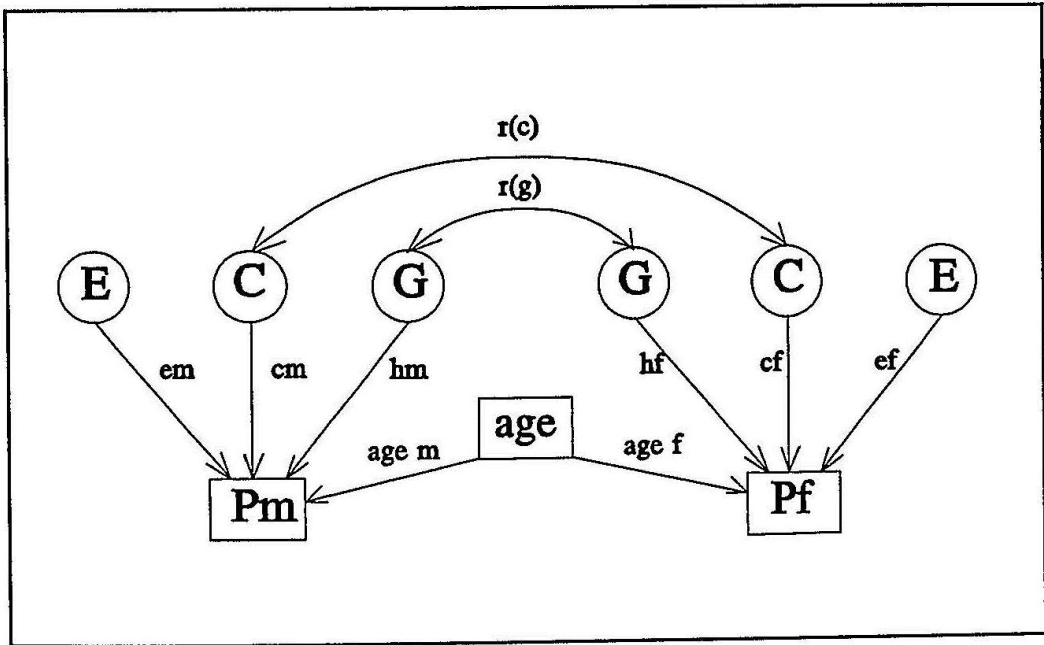 r(c)
r(g)
E C G G C E
em cm hm hf cf ef
age
age m age f
Pm Pf